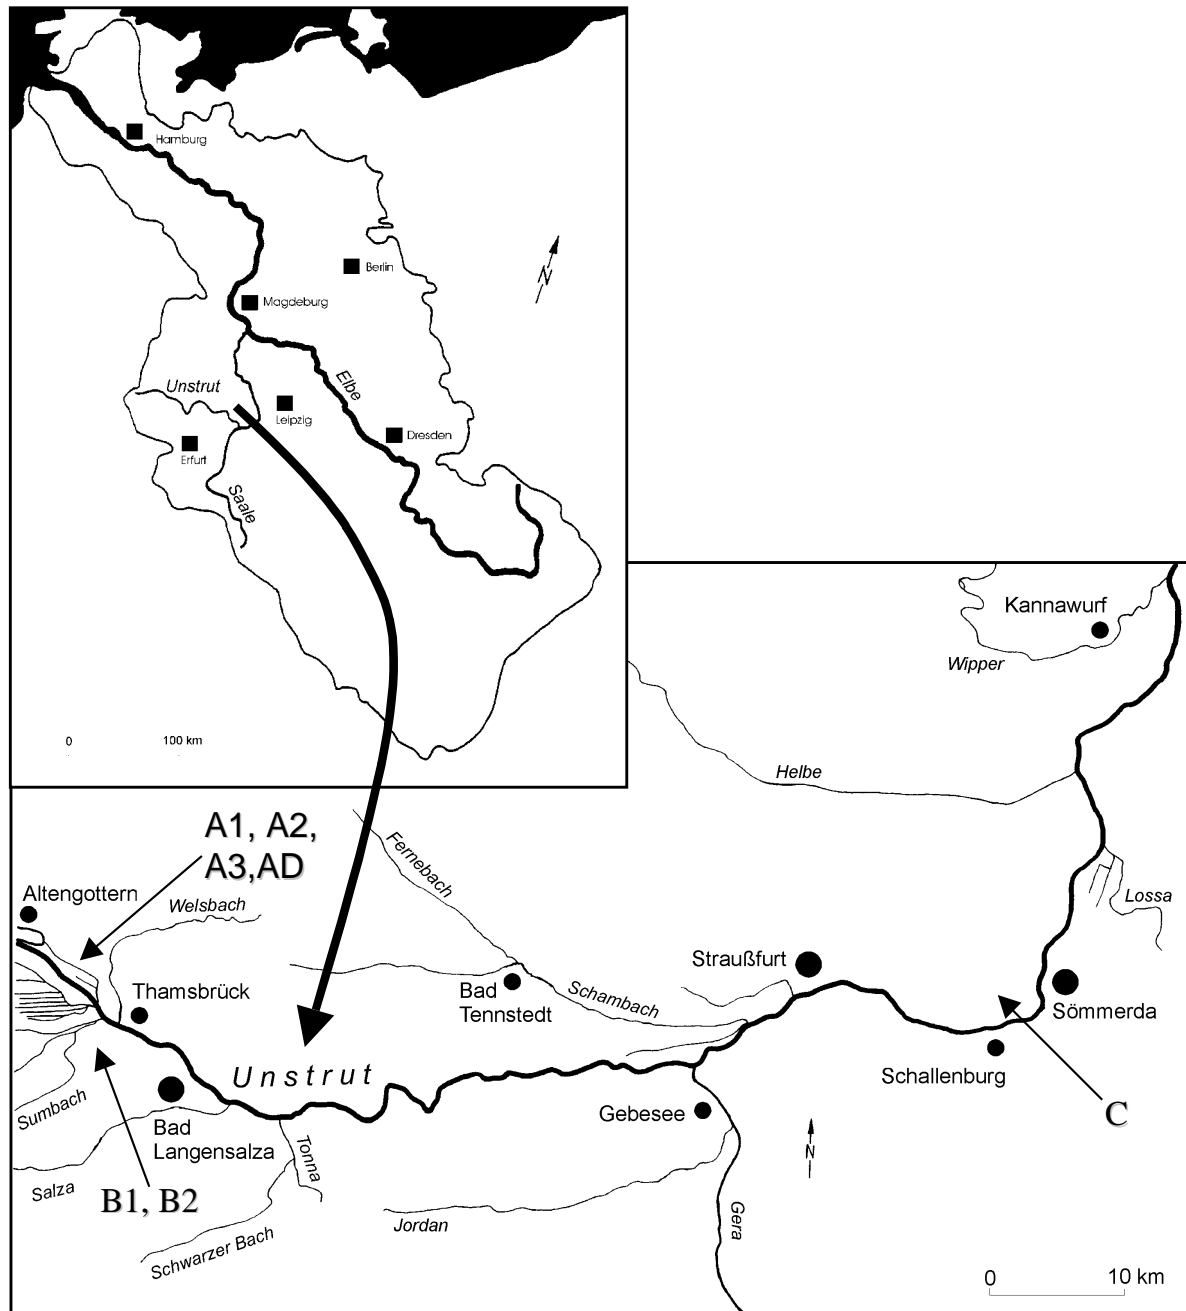 Hamburg
N
Berlin
Magdeburg
Unstrut
Elbe
Leipzig
Dresden
Erfurt
Saale
0 100 km
Kannawurf
Wipper
Helbe
A1, A2,
A3,AD
Fernebach
Altengottern
Welsbach
Lossa
Straußfurt
Thamsbrück
Bad
Tennstedt
Schambach
Sömmerda
Unstrut
Schallenburg
Sumbach
Gebesee
C
Bad
Langensalza
Tonna
N
Salza
B1, B2
Jordan
Gera
Schwarzer Bach
0 10 km